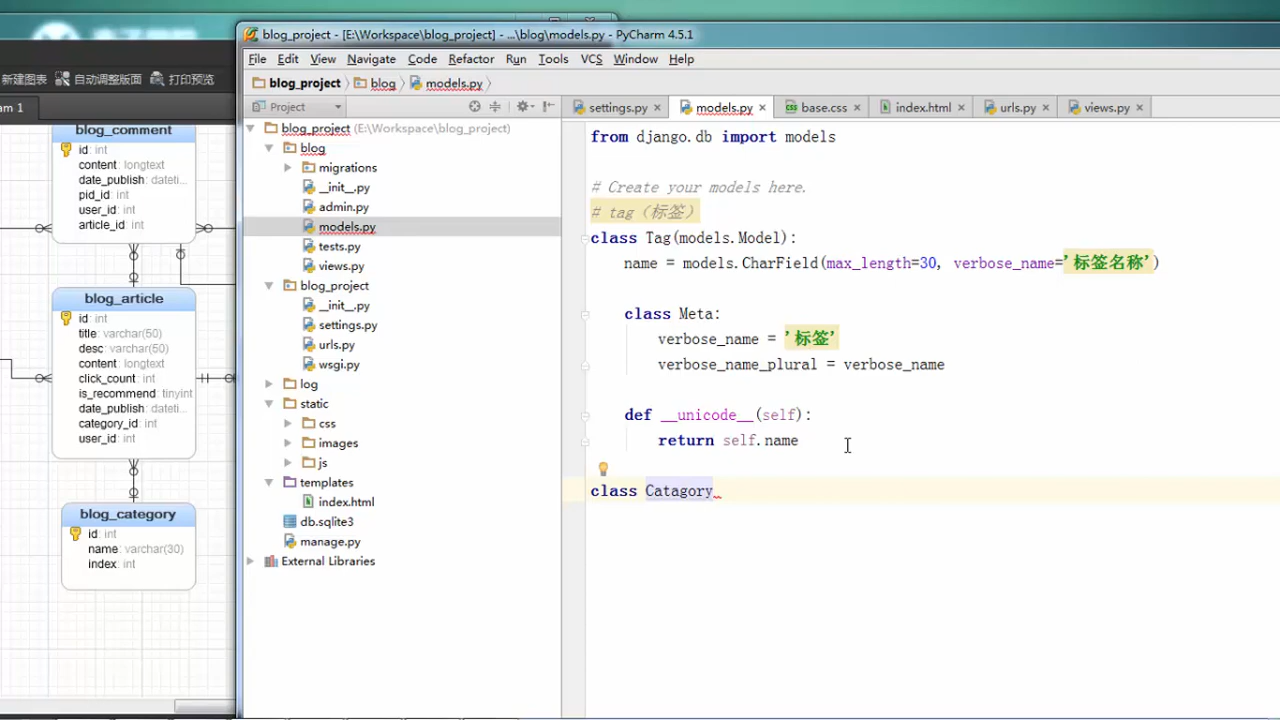 blog_project - [E:\Workspace\blog_project] - ...\blog\models.py - PyCharm 4.5.1
File Edit View Navigate Code Refactor Run Tools VCS Window Help
新建图表 自动调整版面 打印预览
blog_project blog models.py
am 1
Project
settings.py models.py base.css index.html urls.py views.py
blog_comment
id: int
content: longtext
date_publish: dateti...
pid_id: int
user_id: int
article_id: int
blog_article
id: int
title: varchar(50)
desc: varchar(50)
content: longtext
click_count: int
is_recommend: tinyint
date_publish: dateti...
category_id: int
user_id: int
blog_category
id: int
name: varchar(30)
index: int
blog_project (E:\Workspace\blog_project)
blog
migrations
__init__.py
admin.py
models.py
tests.py
views.py
blog_project
__init__.py
settings.py
urls.py
wsgi.py
log
static
css
images
js
templates
index.html
db.sqlite3
manage.py
External Libraries
from django.db import models
# Create your models here.
# tag（标签）
class Tag(models.Model):
name = models.CharField(max_length=30, verbose_name='标签名称')
class Meta:
verbose_name = '标签'
verbose_name_plural = verbose_name
def __unicode__(self):
return self.name
class Catagory